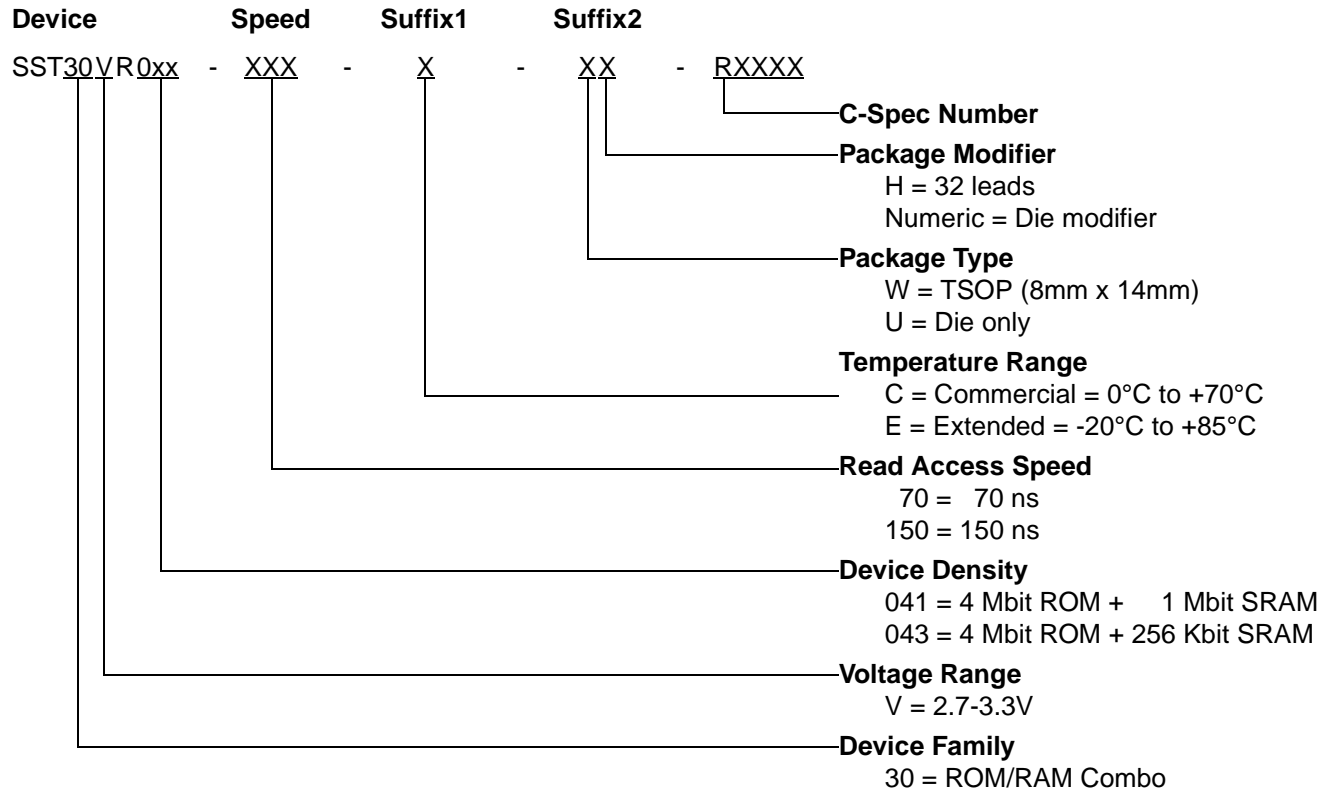 Device Speed Suffix1 Suffix2
SST30VR0xx - XXX - X - XX - RXXXX
C-Spec Number
Package Modifier
H = 32 leads
Numeric = Die modifier
Package Type
W = TSOP (8mm x 14mm)
U = Die only
Temperature Range
C = Commercial = 0°C to +70°C
E = Extended = -20°C to +85°C
Read Access Speed
70 = 70 ns
150 = 150 ns
Device Density
041 = 4 Mbit ROM + 1 Mbit SRAM
043 = 4 Mbit ROM + 256 Kbit SRAM
Voltage Range
V = 2.7-3.3V
Device Family
30 = ROM/RAM Combo